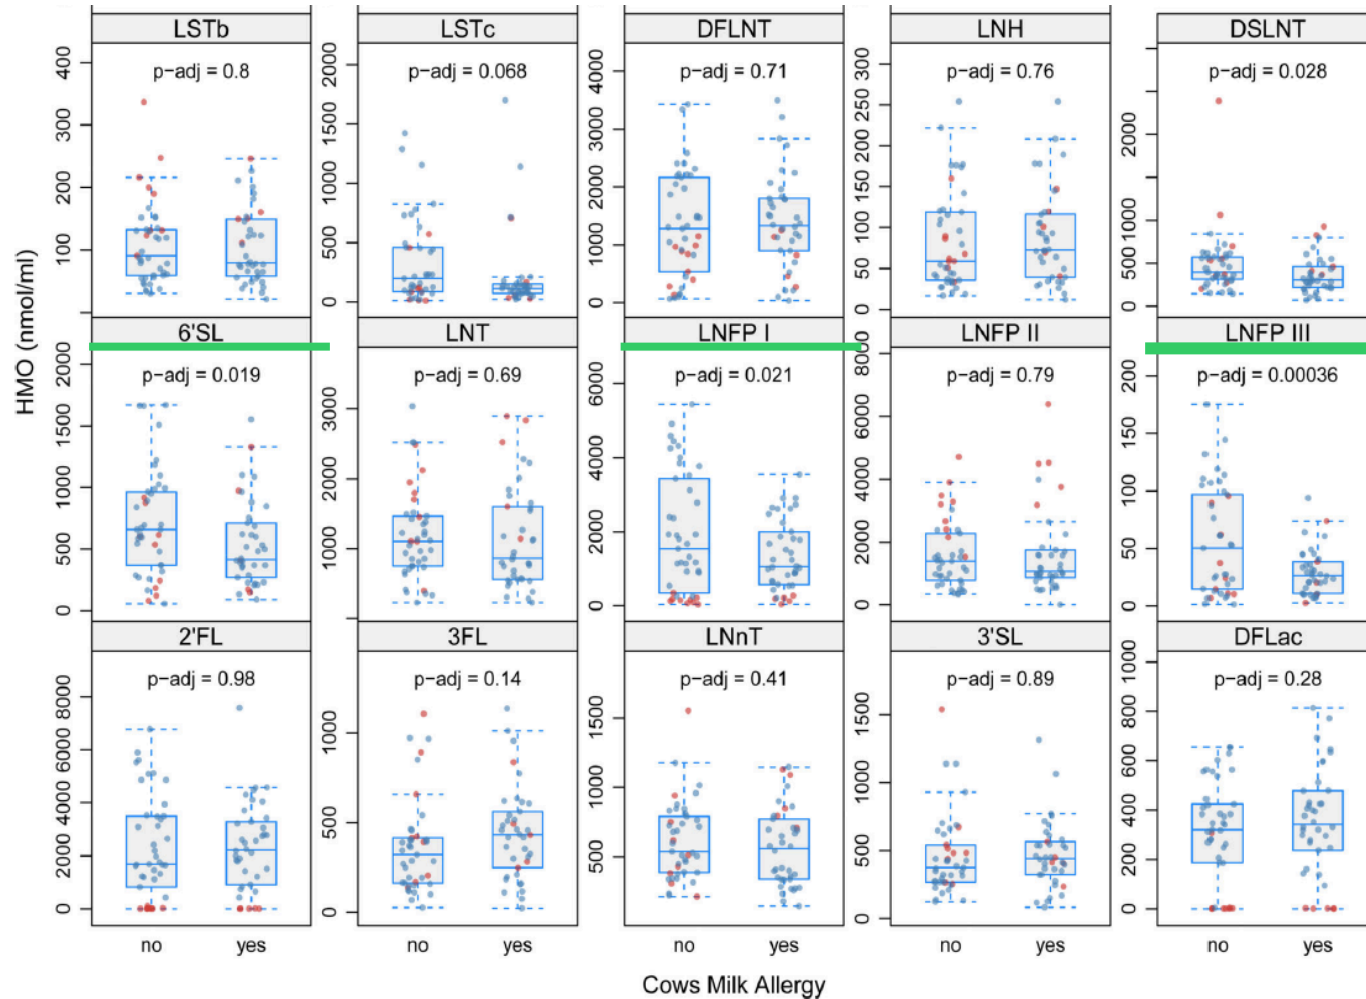 LSTb LSTc DFLNT LNH DSLNT
p-adj = 0.8 p-adj = 0.068 p-adj = 0.71 p-adj = 0.76 p-adj = 0.028
400 300 200 100
2000 1500 1000 500 0
4000 3000 2000 1000 0
300 250 200 150 100 50 0
2000 1000 500 0
HMO (nmol/ml)
6'SL LNT LNFP I LNFP II LNFP III
p-adj = 0.019 p-adj = 0.69 p-adj = 0.021 p-adj = 0.79 p-adj = 0.00036
2000 1500 1000 500 0
3000 2000 1000
6000 4000 2000 0
8000 6000 4000 2000 0
200 150 100 50 0
2'FL 3FL LNnT 3'SL DFLac
p-adj = 0.98 p-adj = 0.14 p-adj = 0.41 p-adj = 0.89 p-adj = 0.28
8000 6000 4000 2000 0
1000 500 0
1500 1000 500
1500 1000 500 0
1000 800 600 400 200 0
no yes no yes no yes no yes no yes
Cows Milk Allergy